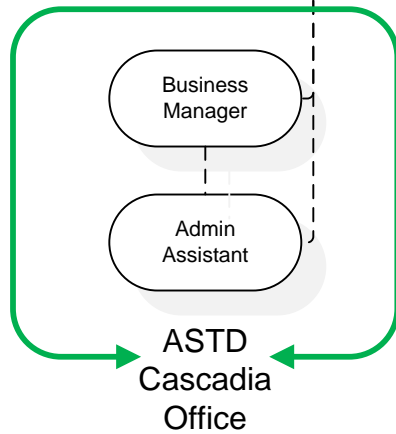 Business
Manager
Admin
Assistant
ASTD
Cascadia
Office